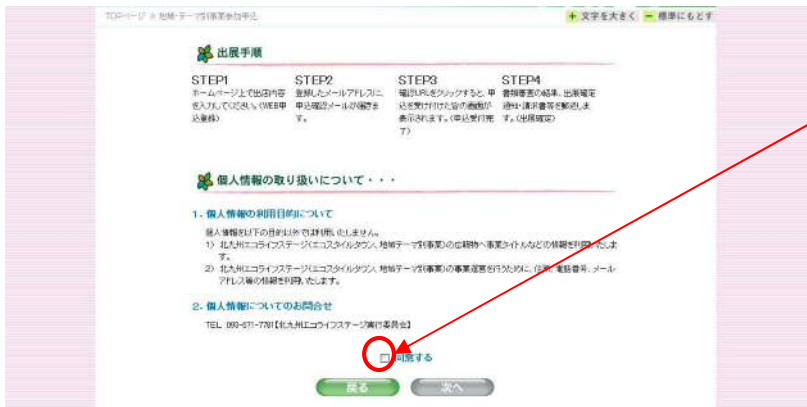 TOPページ > 地域・テーマ別事業参加申込
+ 文字を大きく － 標準にもどす
出展手順
STEP1
ホームページ上で出店内容を入力してください。(WEB申込登録)
STEP2
登録したメールアドレスに、申込確認メールが届きます。
STEP3
確認URLをクリックすると、申込を受け付けた旨の画面が表示されます。(申込受付完了)
STEP4
書類審査の結果、出展確定通知・請求書等を郵送します。(出展確定)
個人情報の取り扱いについて・・・
1. 個人情報の利用目的について
個人情報を以下の目的以外では利用いたしません。
1) 北九州エコライフステージ(エコスタイルタウン、地域テーマ別事業)の広報物へ事業タイトルなどの情報を利用いたしま
す。
2) 北九州エコライフステージ(エコスタイルタウン、地域テーマ別事業)の事業運営を行うために、住所、電話番号、メール
アドレス等の情報を利用いたします。
2. 個人情報についてのお問合せ
TEL 093-671-7781【北九州エコライフステージ実行委員会】
同意する
戻る 次へ